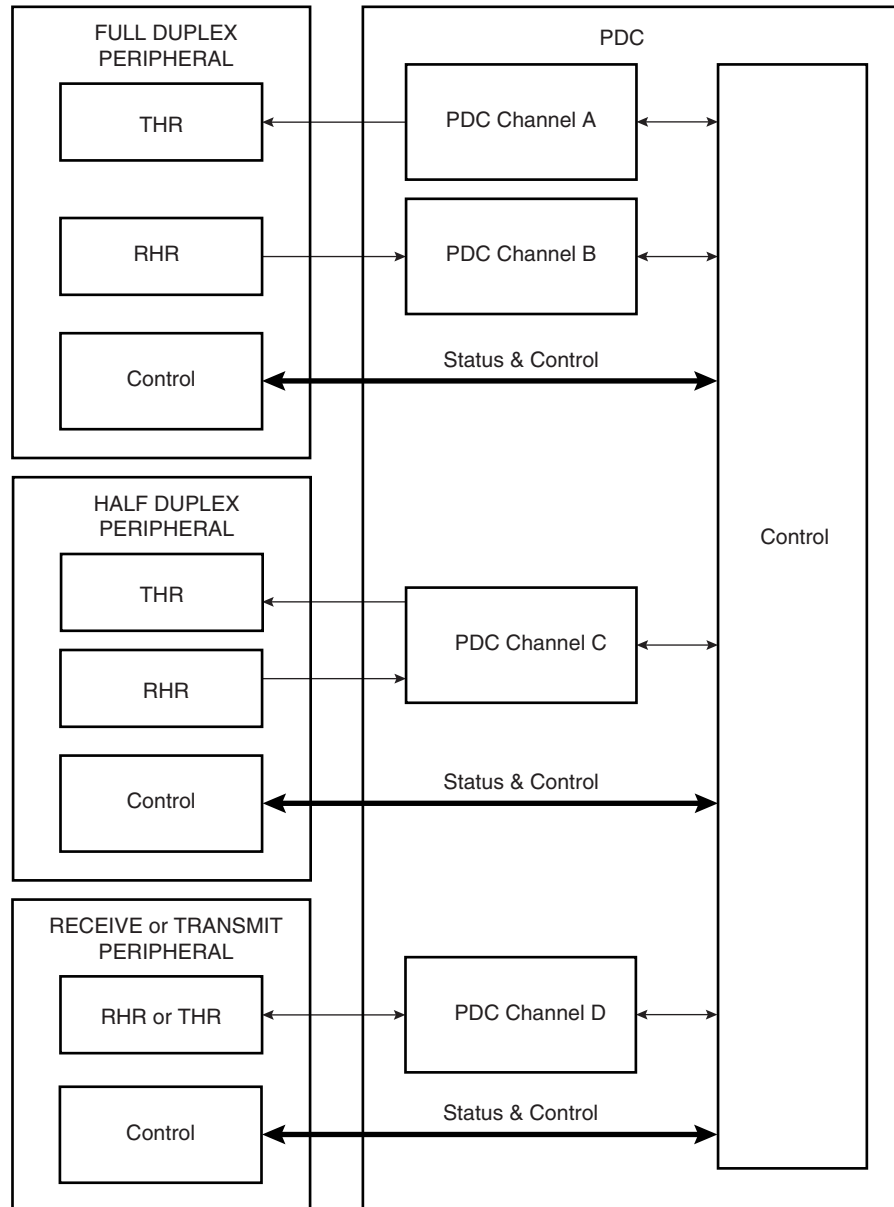 FULL DUPLEX
PERIPHERAL
THR
RHR
Control
PDC
PDC Channel A
PDC Channel B
Status & Control
HALF DUPLEX
PERIPHERAL
THR
RHR
Control
PDC Channel C
Status & Control
Control
RECEIVE or TRANSMIT
PERIPHERAL
RHR or THR
Control
PDC Channel D
Status & Control